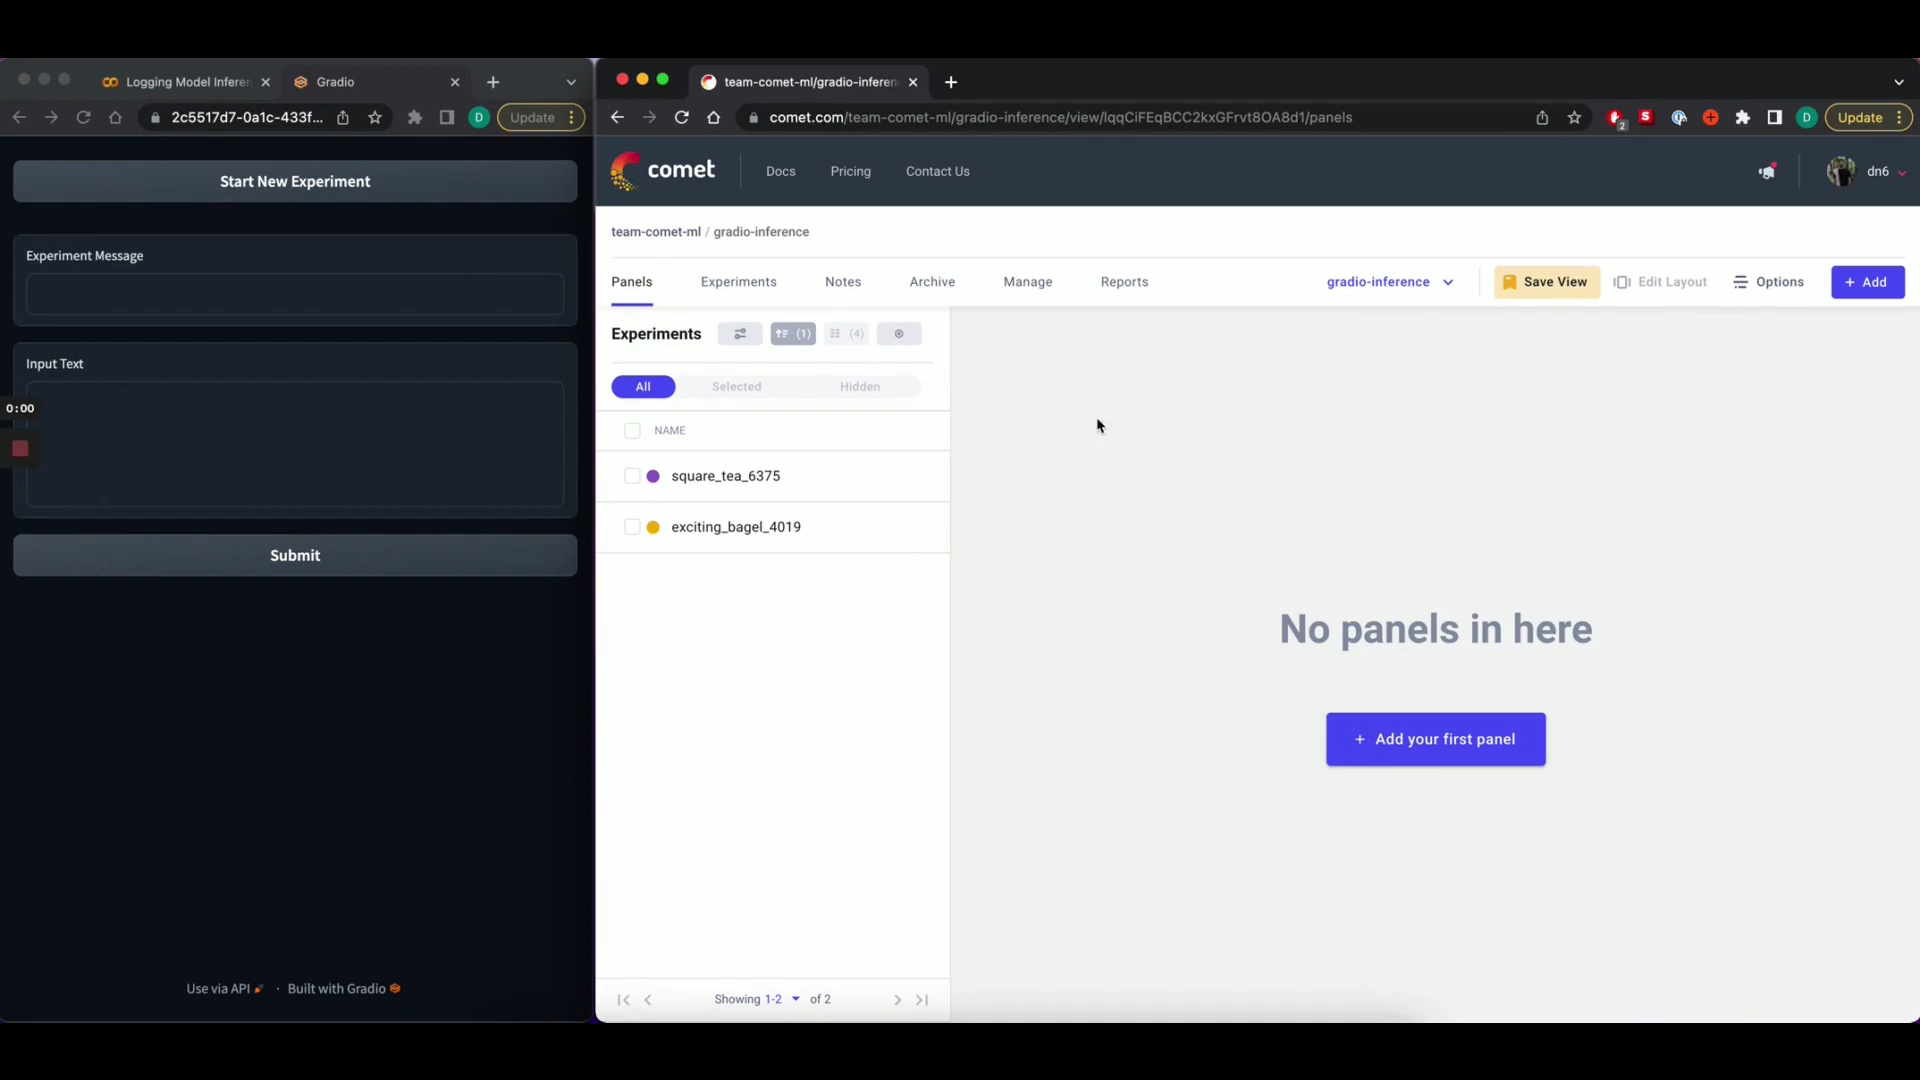 Logging Model Inferen
Gradio
2c5517d7-0a1c-433f...
D
Update
Start New Experiment
Experiment Message
Input Text
0:00
Submit
Use via API · Built with Gradio
team-comet-ml/gradio-inferen
comet.com/team-comet-ml/gradio-inference/view/lqqCiFEqBCC2kxGFrvt8OA8d1/panels
2
S
D
Update
comet
Docs
Pricing
Contact Us
dn6
team-comet-ml / gradio-inference
Panels
Experiments
Notes
Archive
Manage
Reports
gradio-inference
Save View
Edit Layout
Options
+ Add
Experiments
(1)
(4)
All
Selected
Hidden
NAME
square_tea_6375
exciting_bagel_4019
No panels in here
+ Add your first panel
Showing 1-2 of 2